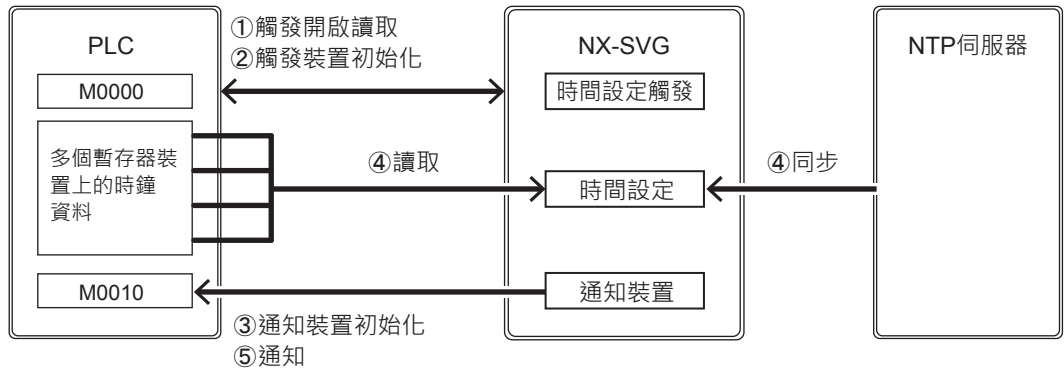 ①觸發開啟讀取
②觸發裝置初始化
PLC
NX-SVG
NTP伺服器
M0000
時間設定觸發
多個暫存器裝
置上的時鐘
資料
④讀取
④同步
時間設定
M0010
通知裝置
③通知裝置初始化
⑤通知